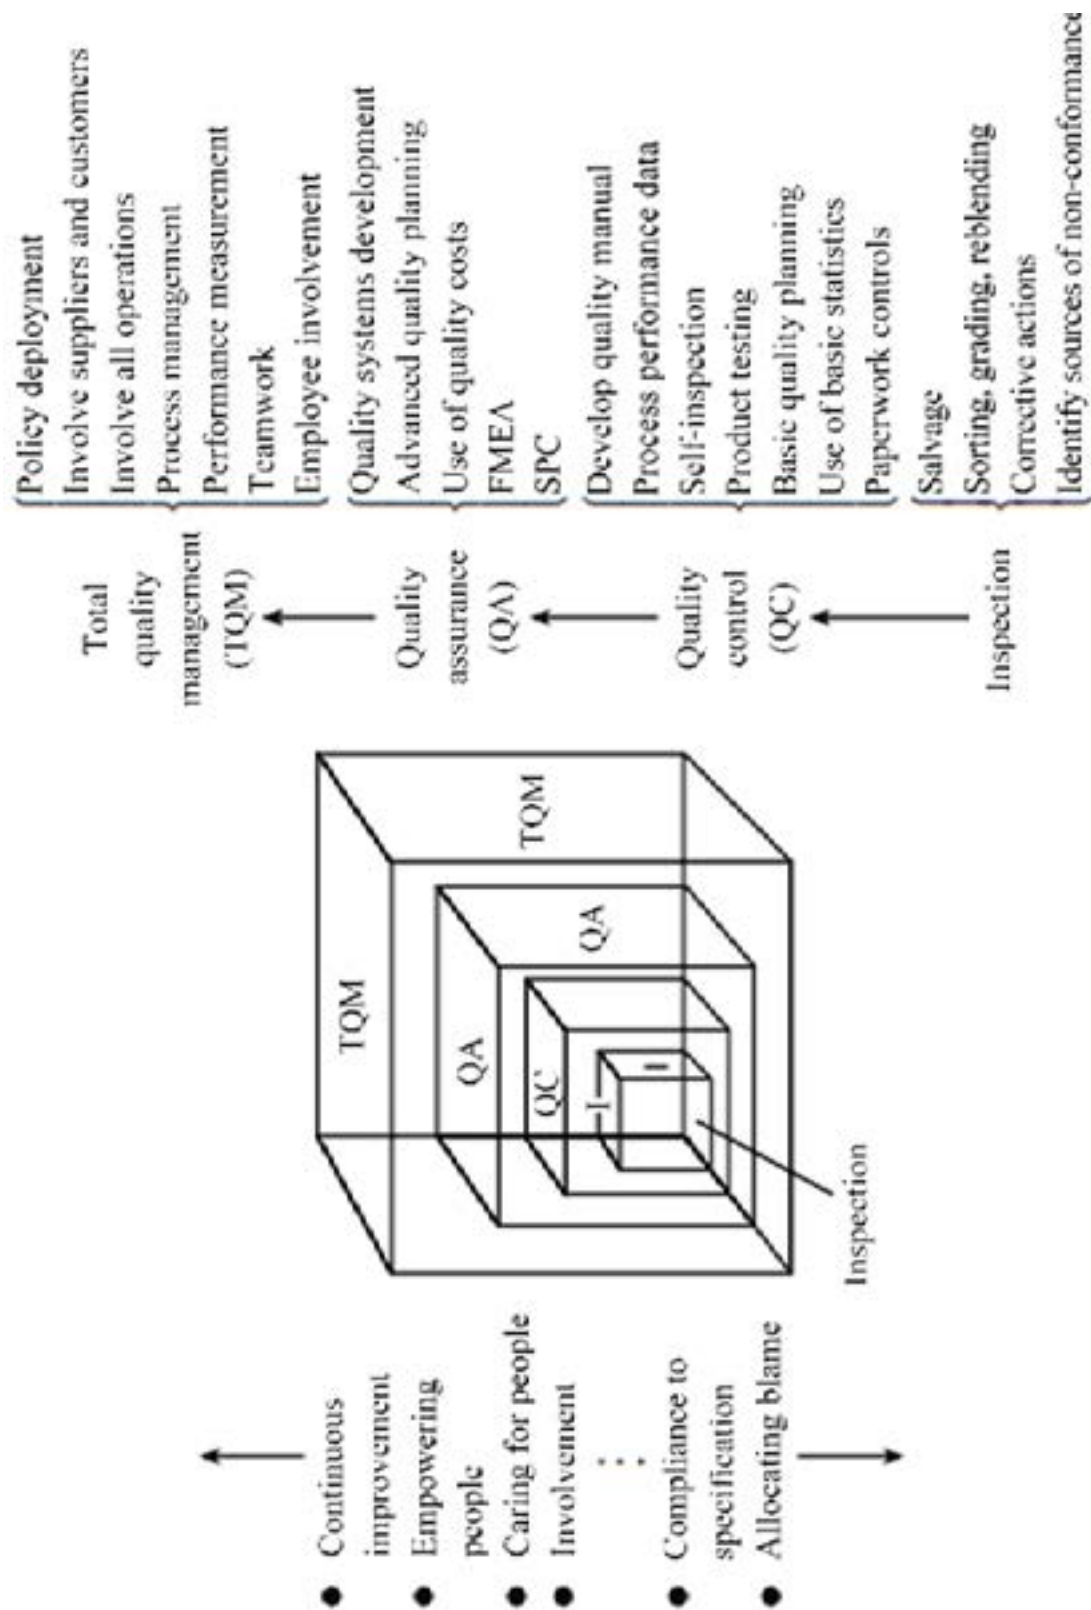 ● Continuous
improvement
● Empowering
people
● Caring for people
● Involvement
● Compliance to
specification
● Allocating blame
TQM
TQM
QA
QA
QC
I
I
Inspection
Total
quality
management
(TQM)
Quality
assurance
(QA)
Quality
control
(QC)
Inspection
Policy deployment
Involve suppliers and customers
Involve all operations
Process management
Performance measurement
Teamwork
Employee involvement
Quality systems development
Advanced quality planning
Use of quality costs
FMEA
SPC
Develop quality manual
Process performance data
Self-inspection
Product testing
Basic quality planning
Use of basic statistics
Paperwork controls
Salvage
Sorting, grading, reblending
Corrective actions
Identify sources of non-conformance